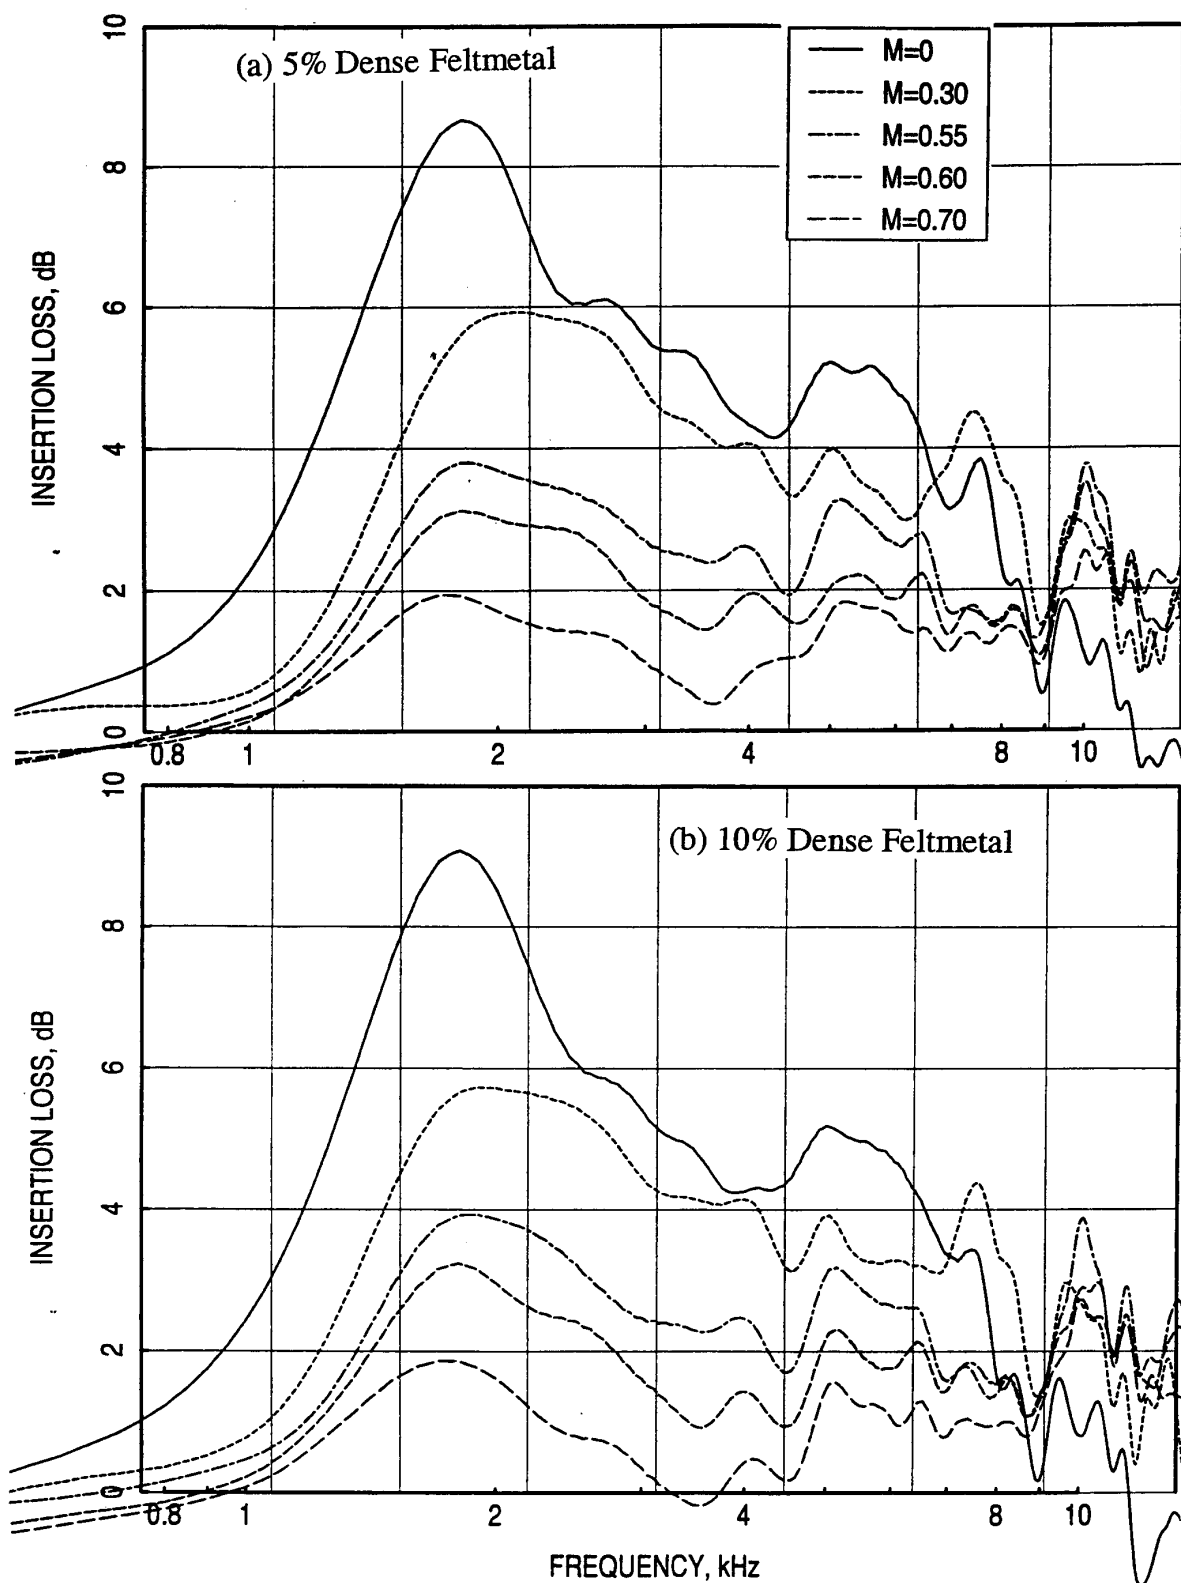 (a) 5% Dense Feltmetal
M=0
M=0.30
M=0.55
M=0.60
M=0.70
INSERTION LOSS, dB
10
8
6
4
2
0
0.8 1 2 4 8 10
(b) 10% Dense Feltmetal
INSERTION LOSS, dB
10
8
6
4
2
0
0.8 1 2 4 8 10
FREQUENCY, kHz